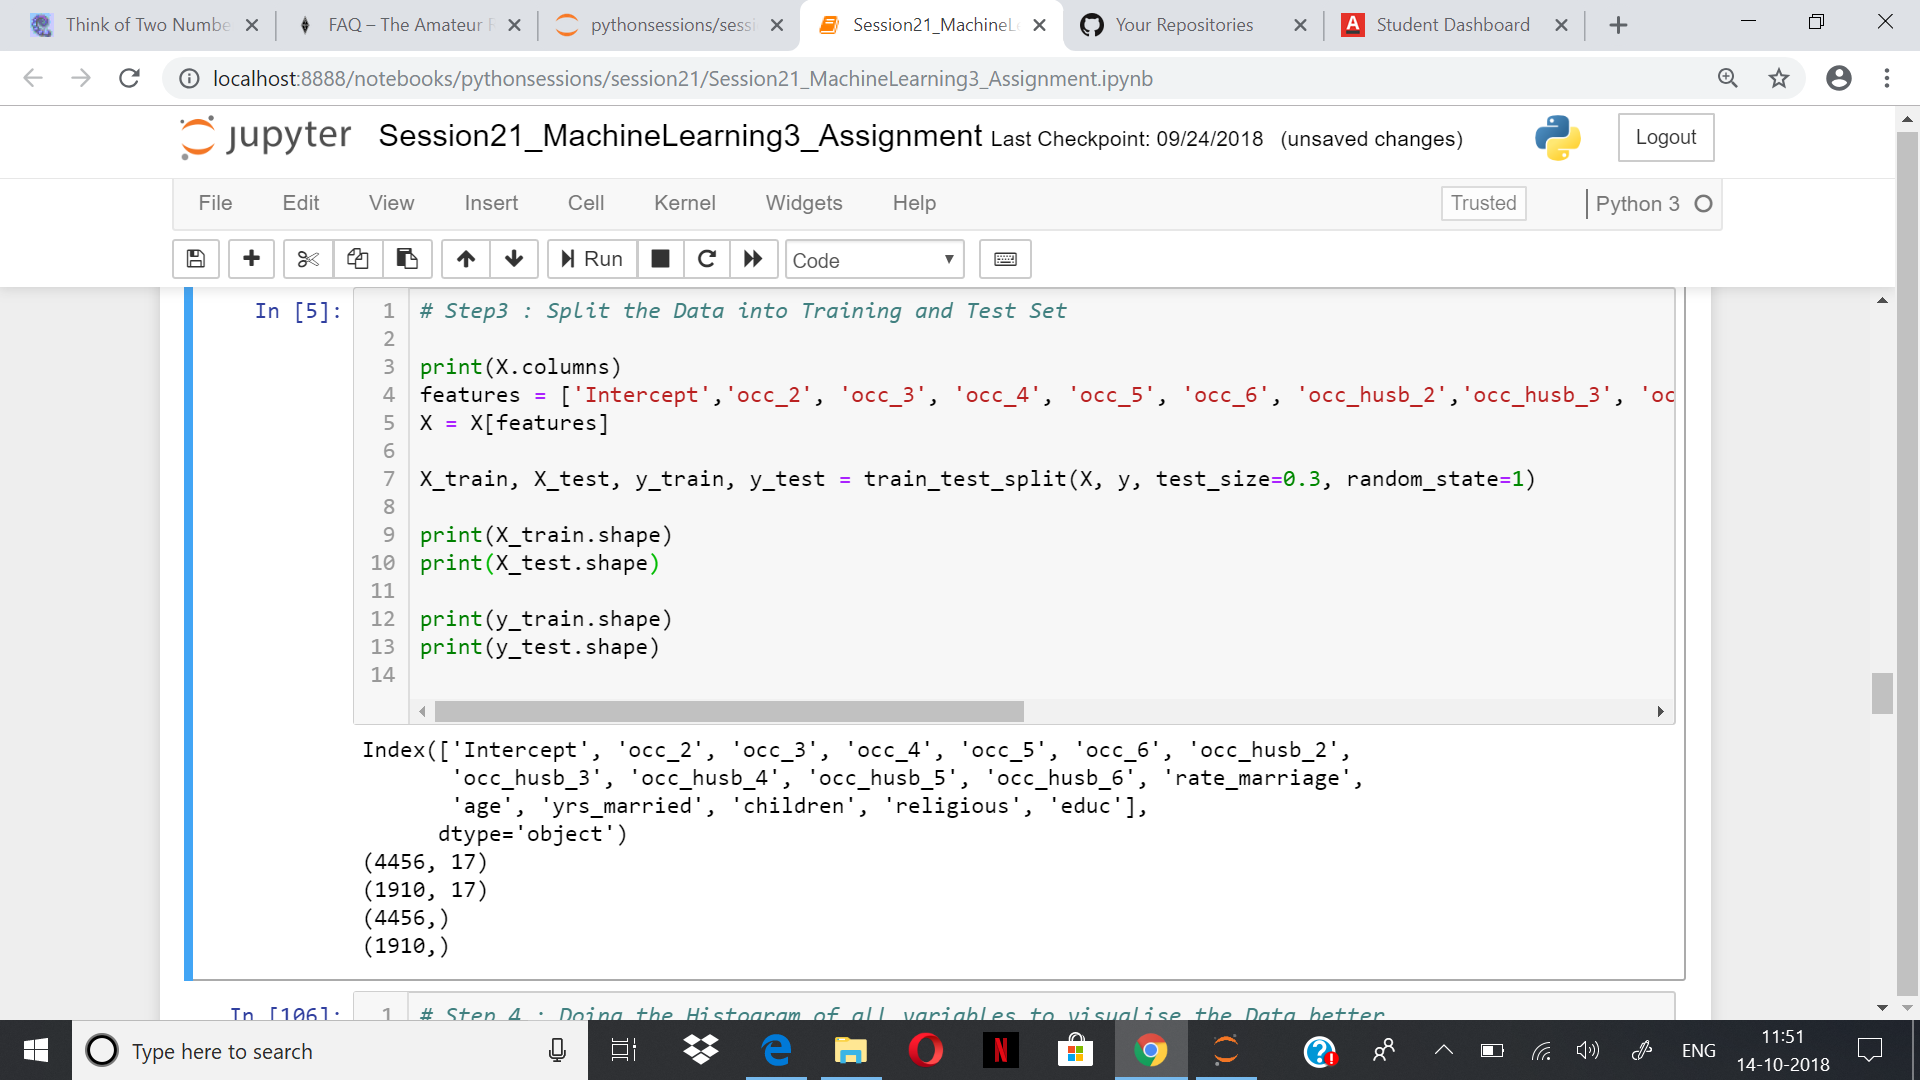 Think of Two Numbe
FAQ – The Amateur R
pythonsessions/sessi
Session21_MachineL
Your Repositories
A Student Dashboard
localhost:8888/notebooks/pythonsessions/session21/Session21_MachineLearning3_Assignment.ipynb
jupyter Session21_MachineLearning3_Assignment Last Checkpoint: 09/24/2018 (unsaved changes)
Logout
File Edit View Insert Cell Kernel Widgets Help Trusted Python 3
Run Code
In [5]:
1 # Step3 : Split the Data into Training and Test Set
2
3 print(X.columns)
4 features = ['Intercept','occ_2', 'occ_3', 'occ_4', 'occ_5', 'occ_6', 'occ_husb_2','occ_husb_3', 'oc
5 X = X[features]
6
7 X_train, X_test, y_train, y_test = train_test_split(X, y, test_size=0.3, random_state=1)
8
9 print(X_train.shape)
10 print(X_test.shape)
11
12 print(y_train.shape)
13 print(y_test.shape)
14
Index(['Intercept', 'occ_2', 'occ_3', 'occ_4', 'occ_5', 'occ_6', 'occ_husb_2',
'occ_husb_3', 'occ_husb_4', 'occ_husb_5', 'occ_husb_6', 'rate_marriage',
'age', 'yrs_married', 'children', 'religious', 'educ'],
dtype='object')
(4456, 17)
(1910, 17)
(4456,)
(1910,)
In [106]: 1 # Step 4 : Doing the Histogram of all variables to visualise the Data better
Type here to search
N
ENG
11:51
14-10-2018